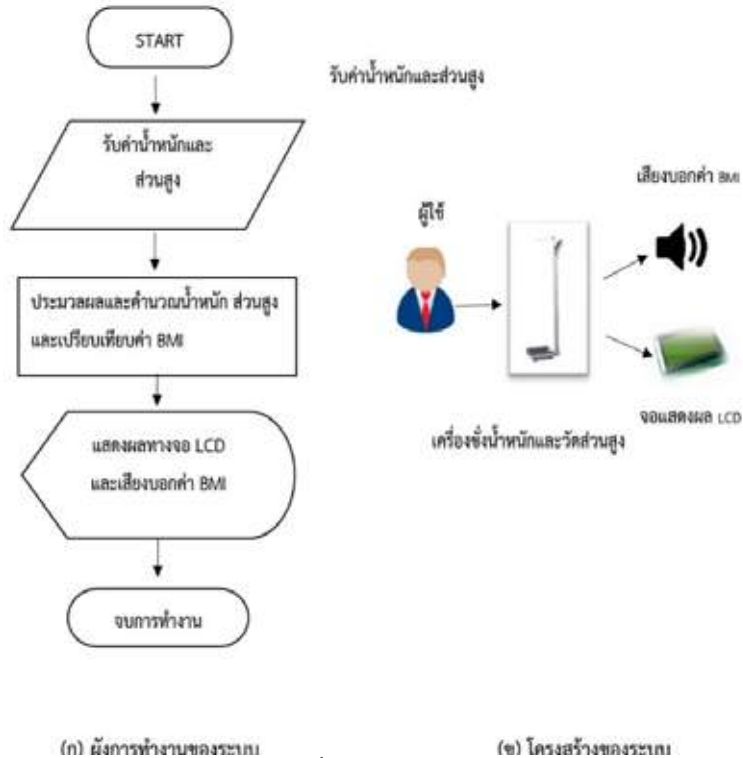 START
รับค่าน้ำหนักและ
ส่วนสูง
ประมวลผลและคำนวณน้ำหนัก ส่วนสูง
และเปรียบเทียบค่า BMI
แสดงผลทางจอ LCD
และเสียงบอกค่า BMI
จบการทำงาน
(ก) ผังการทำงานของระบบ
รับค่าน้ำหนักและส่วนสูง
ผู้ใช้
เสียงบอกค่า BMI
เครื่องชั่งน้ำหนักและวัดส่วนสูง
จอแสดงผล LCD
(ข) โครงสร้างของระบบ